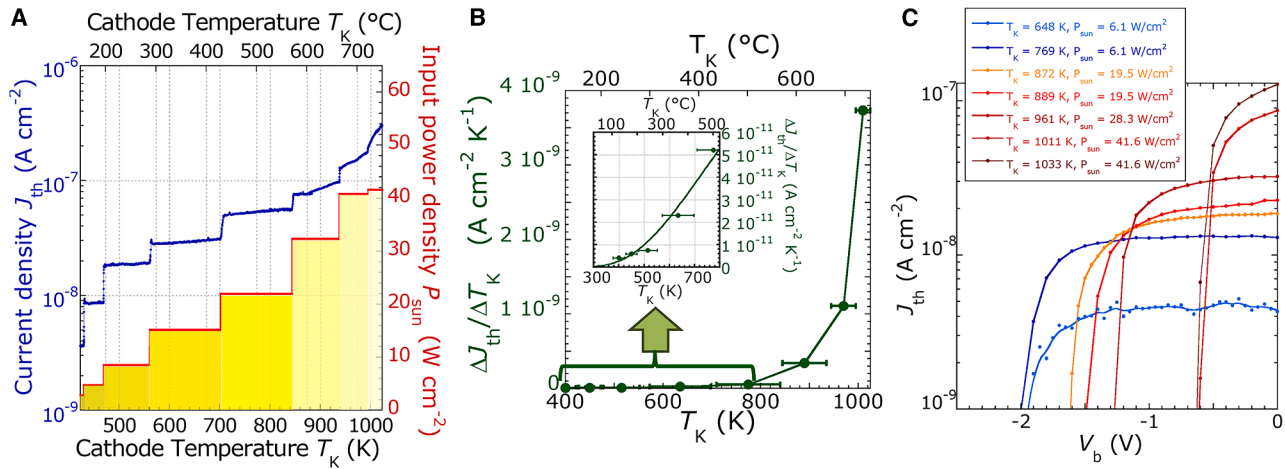 A
Cathode Temperature T_K (°C)
200 300 400 500 600 700
Current density J_th (A cm^-2)
10^-6
10^-7
10^-8
10^-9
Input power density P_sun (W cm^-2)
60
50
40
30
20
10
0
500 600 700 800 900 1000
Cathode Temperature T_K (K)
B
T_K (°C)
200 400 600
ΔJ_th/ΔT_K (A cm^-2 K^-1)
4 10^-9
3 10^-9
2 10^-9
1 10^-9
0
400 600 800 1000
T_K (K)
T_K (°C)
100 300 500
6 10^-11
5 10^-11
4 10^-11
3 10^-11
2 10^-11
1 10^-11
0
ΔJ_th/ΔT_K (A cm^-2 K^-1)
300 400 500 600 700
T_K (K)
C
T_K = 648 K, P_sun = 6.1 W/cm^2
T_K = 769 K, P_sun = 6.1 W/cm^2
T_K = 872 K, P_sun = 19.5 W/cm^2
T_K = 889 K, P_sun = 19.5 W/cm^2
T_K = 961 K, P_sun = 28.3 W/cm^2
T_K = 1011 K, P_sun = 41.6 W/cm^2
T_K = 1033 K, P_sun = 41.6 W/cm^2
J_th (A cm^-2)
10^-7
10^-8
10^-9
-2 -1 0
V_b (V)